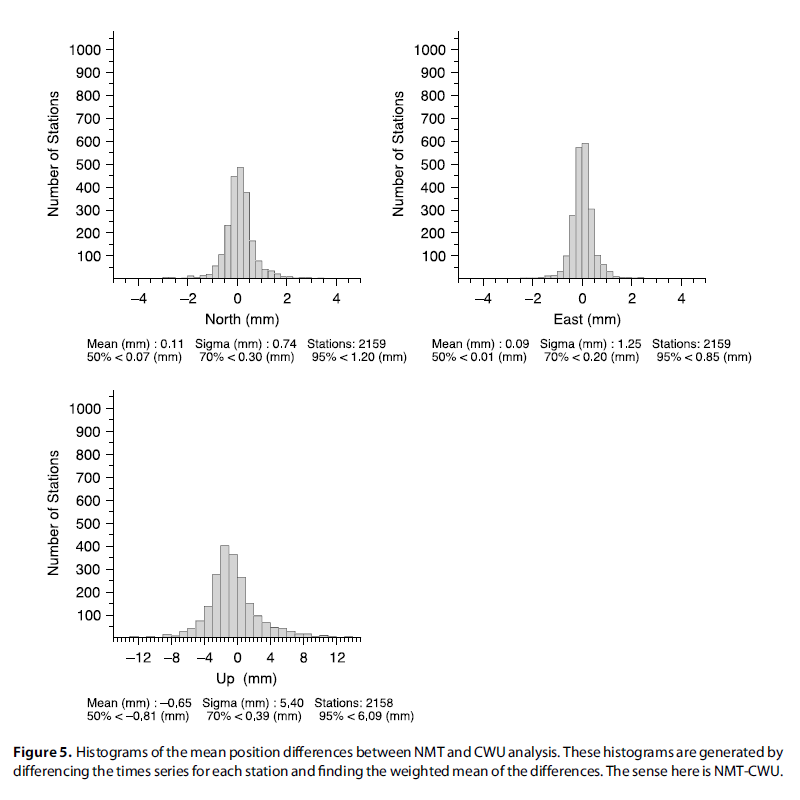 1000
900
800
700
600
500
400
300
200
100
Number of Stations
−4 −2 0 2 4
North (mm)
Mean (mm) : 0.11 Sigma (mm) : 0.74 Stations: 2159
50% < 0.07 (mm) 70% < 0.30 (mm) 95% < 1.20 (mm)
1000
900
800
700
600
500
400
300
200
100
Number of Stations
−4 −2 0 2 4
East (mm)
Mean (mm) : 0.09 Sigma (mm) : 1.25 Stations: 2159
50% < 0.01 (mm) 70% < 0.20 (mm) 95% < 0.85 (mm)
1000
900
800
700
600
500
400
300
200
100
Number of Stations
−12 −8 −4 0 4 8 12
Up (mm)
Mean (mm) : −0,65 Sigma (mm) : 5,40 Stations: 2158
50% < −0,81 (mm) 70% < 0,39 (mm) 95% < 6,09 (mm)
Figure 5. Histograms of the mean position differences between NMT and CWU analysis. These histograms are generated by
differencing the times series for each station and finding the weighted mean of the differences. The sense here is NMT-CWU.